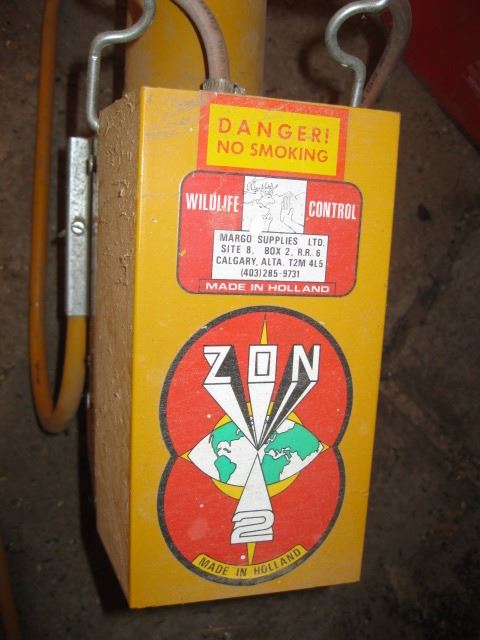 DANGER!
NO SMOKING
WILDLIFE CONTROL
MARGO SUPPLIES LTD.
SITE 8, BOX 2, R.R. 6
CALGARY, ALTA. T2M 4L5
(403) 285-9731
MADE IN HOLLAND
ZON
2
MADE IN HOLLAND